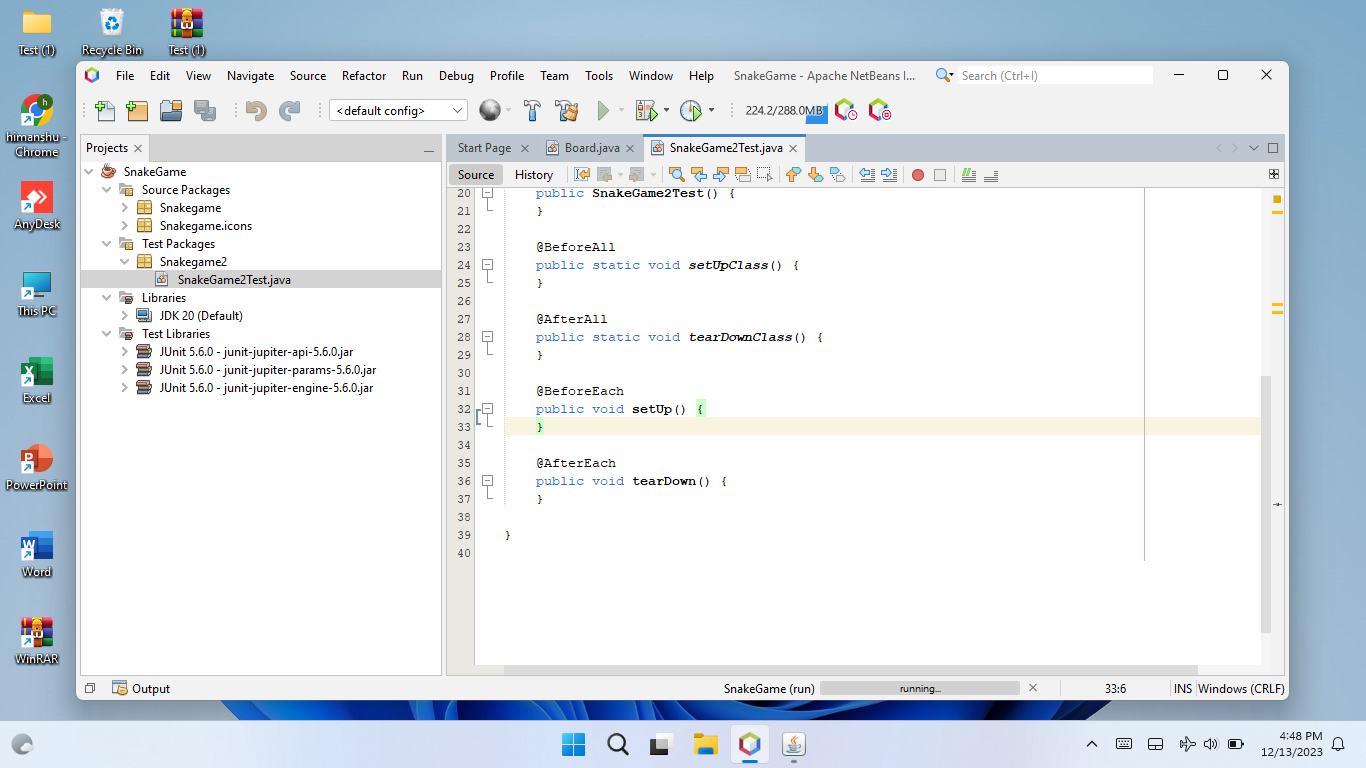 Test (1)
Recycle Bin
Test (1)
himanshu - Chrome
AnyDesk
This PC
Excel
PowerPoint
Word
WinRAR
File Edit View Navigate Source Refactor Run Debug Profile Team Tools Window Help SnakeGame - Apache NetBeans I... Search (Ctrl+I)
<default config> 224.2/288.0MB
Projects
SnakeGame
Source Packages
Snakegame
Snakegame.icons
Test Packages
Snakegame2
SnakeGame2Test.java
Libraries
JDK 20 (Default)
Test Libraries
JUnit 5.6.0 - junit-jupiter-api-5.6.0.jar
JUnit 5.6.0 - junit-jupiter-params-5.6.0.jar
JUnit 5.6.0 - junit-jupiter-engine-5.6.0.jar
Start Page Board.java SnakeGame2Test.java
Source History
20 public SnakeGame2Test() {
21 }
22
23 @BeforeAll
24 public static void setUpClass() {
25 }
26
27 @AfterAll
28 public static void tearDownClass() {
29 }
30
31 @BeforeEach
32 public void setUp() {
33 }
34
35 @AfterEach
36 public void tearDown() {
37 }
38
39 }
40
Output SnakeGame (run) running... 33:6 INS Windows (CRLF)
4:48 PM
12/13/2023